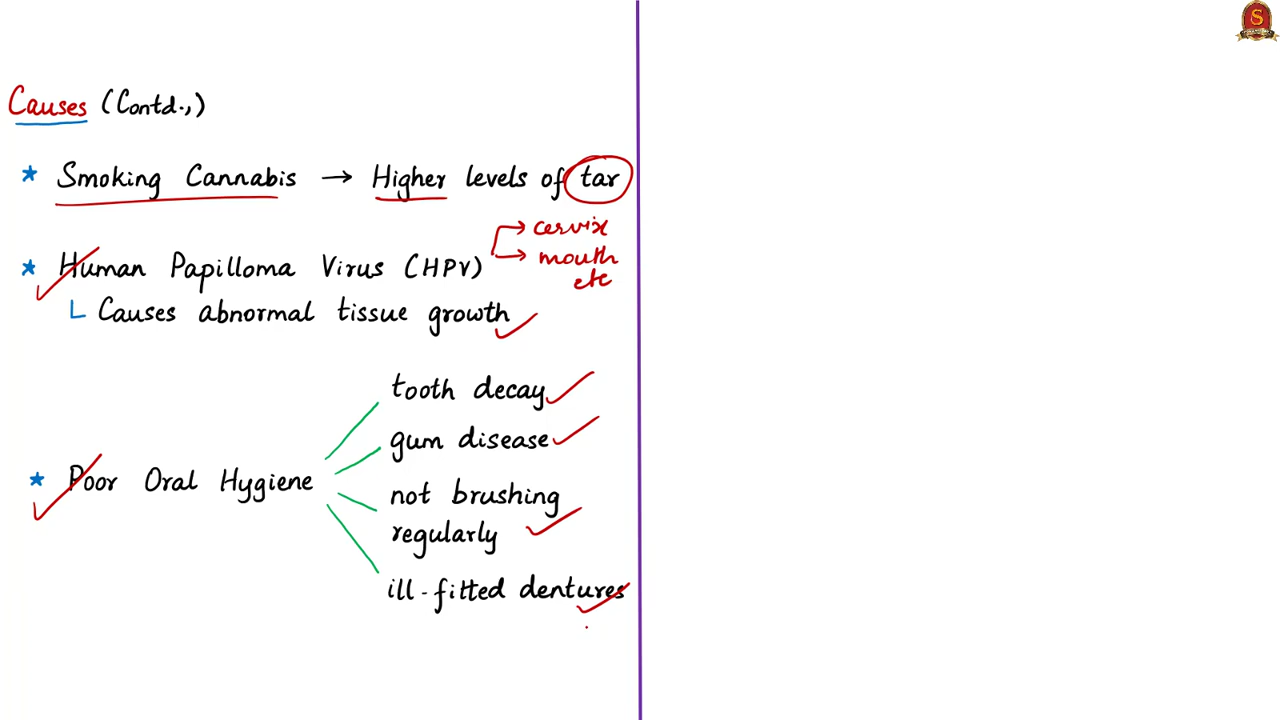 Causes (Contd.,)
* Smoking Cannabis → Higher levels of tar
→ cervix
* Human Papilloma Virus (HPV) → mouth
etc
Causes abnormal tissue growth
tooth decay
gum disease
* Poor Oral Hygiene
not brushing
regularly
ill-fitted dentures
S